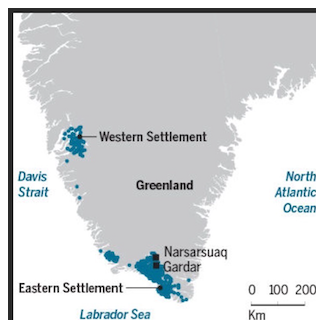 Western Settlement
Davis
Strait
Greenland
North
Atlantic
Ocean
Narsarsuaq
Gardar
Eastern Settlement
0 100 200
Km
Labrador Sea